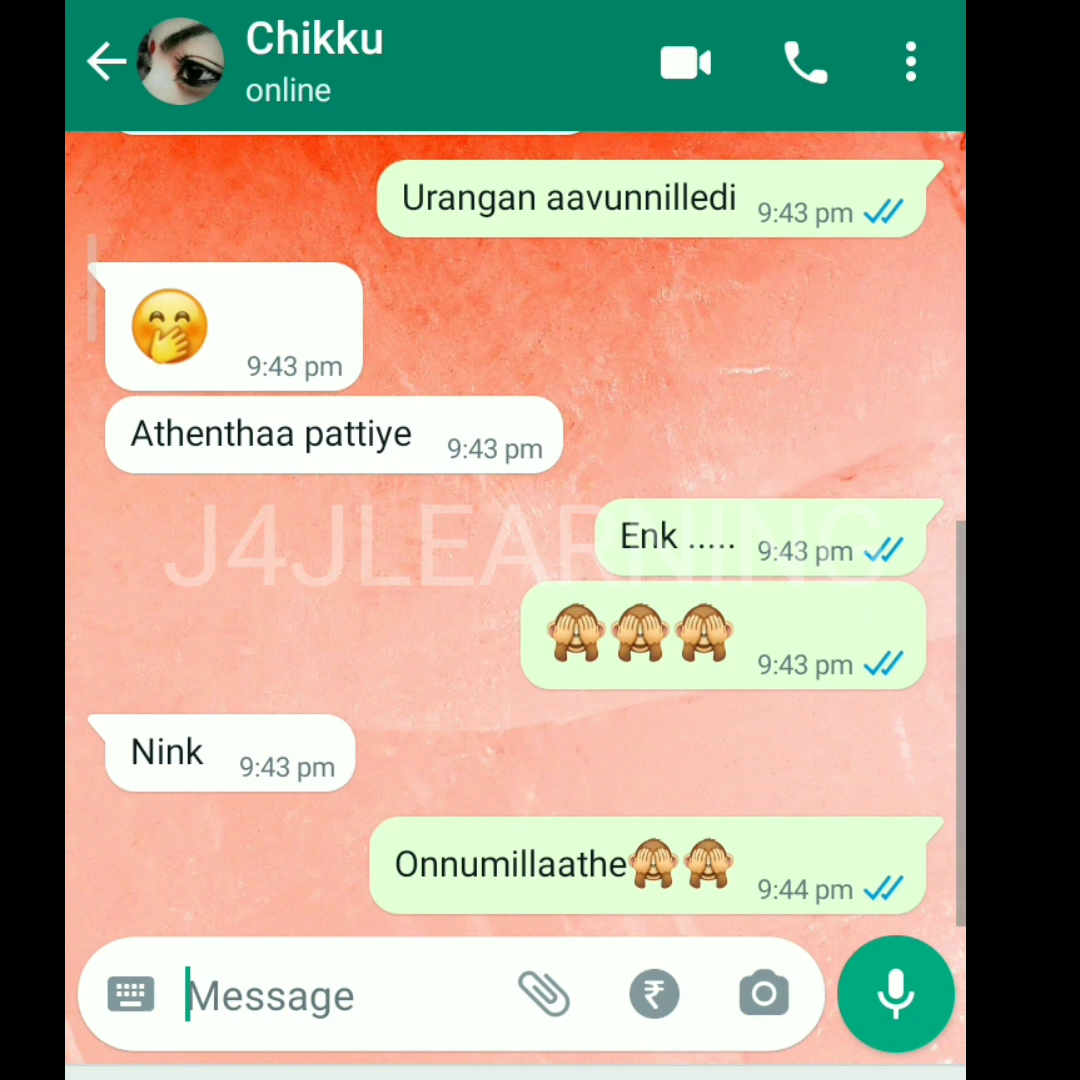 Chikku
online
Urangan aavunnilledi 9:43 pm
🤭 9:43 pm
Athenthaa pattiye 9:43 pm
J4JLEARNING
Enk ..... 9:43 pm
🙈🙈🙈 9:43 pm
Nink 9:43 pm
Onnumillaathe🙈🙈 9:44 pm
Message